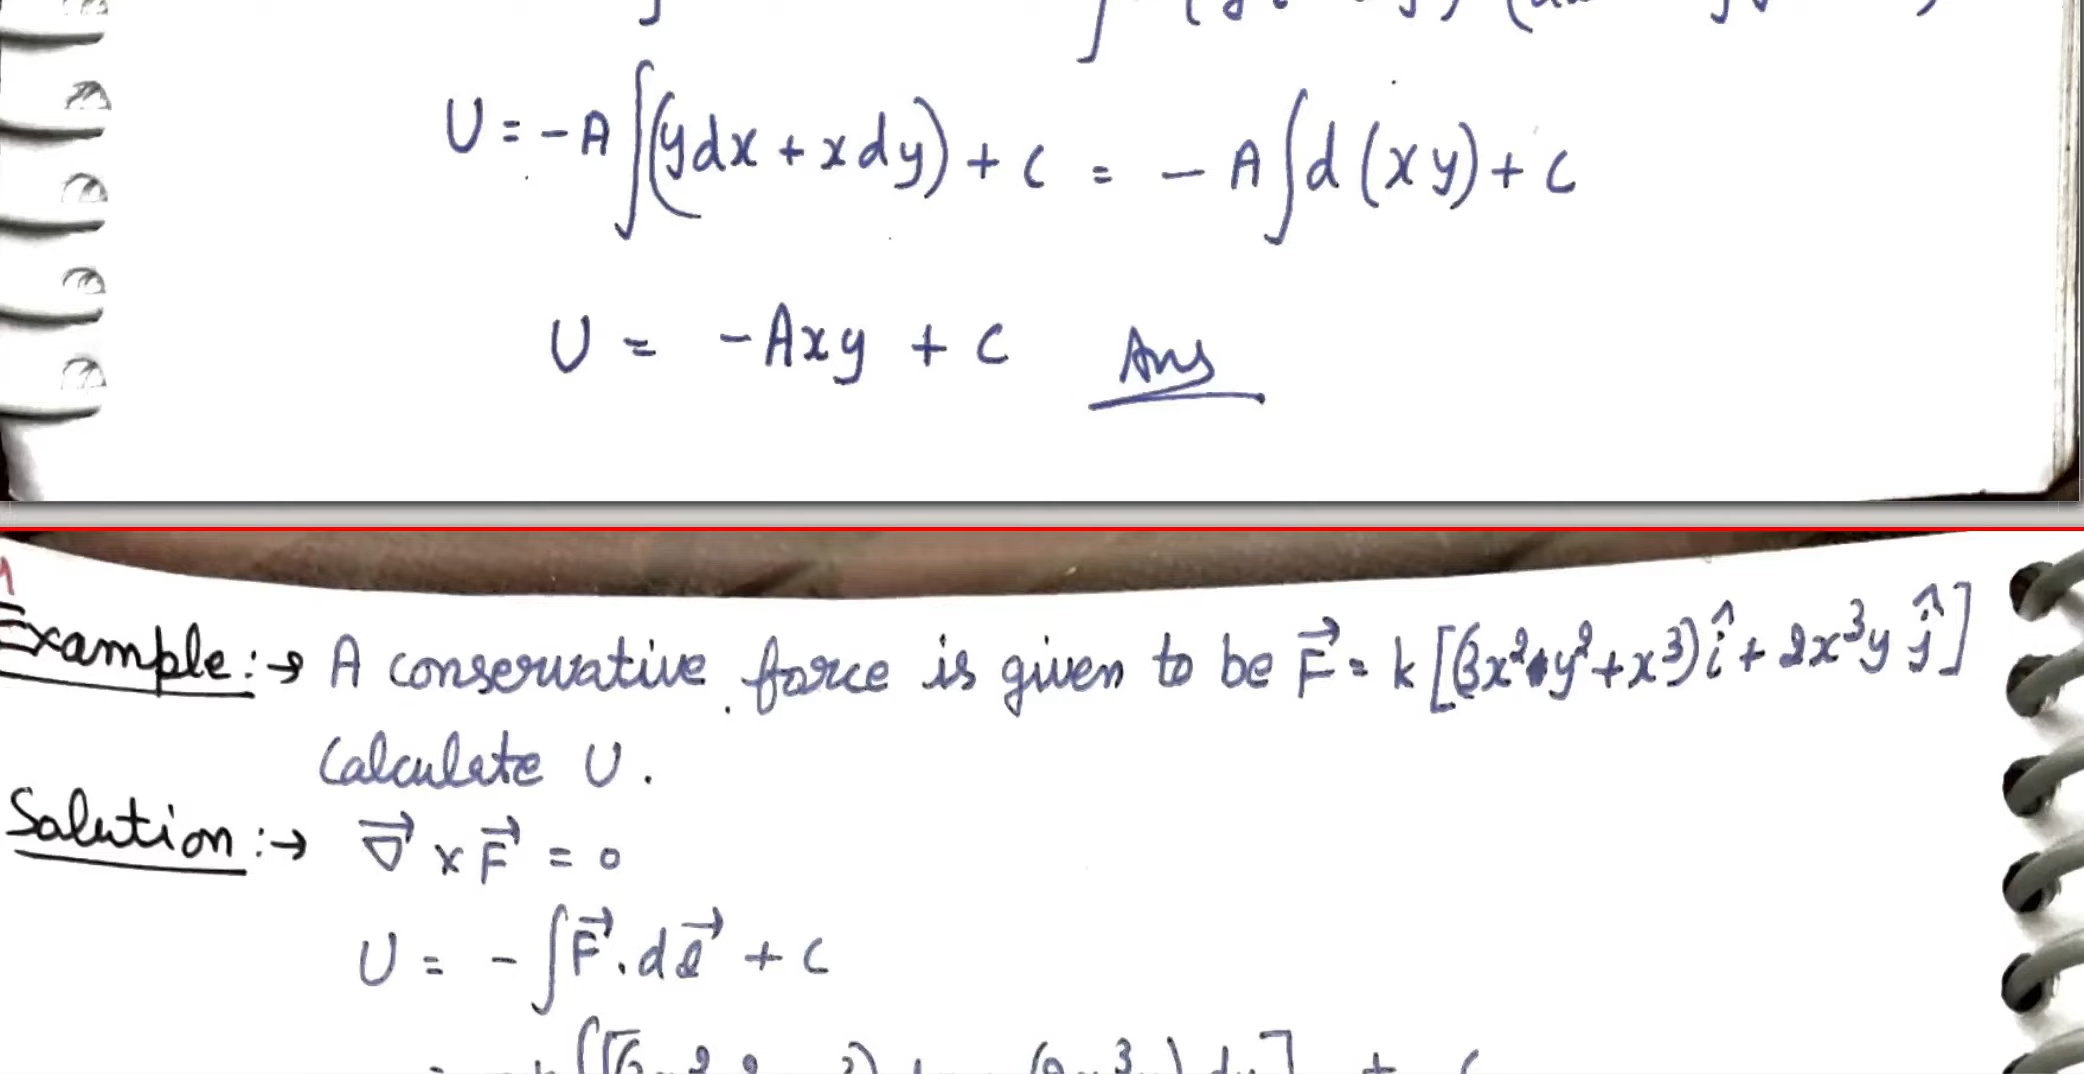 U = -A ∫(ydx + xdy) + C = - A ∫d(xy) + C
U = -Axy + C Ans
Example:→ A conservative force is given to be F⃗ = k[(3x²y²+x³)î + 2x³y ĵ]
Calculate U.
Solution:→ ∇⃗ x F⃗ = 0
U = - ∫F⃗.dl⃗ + C